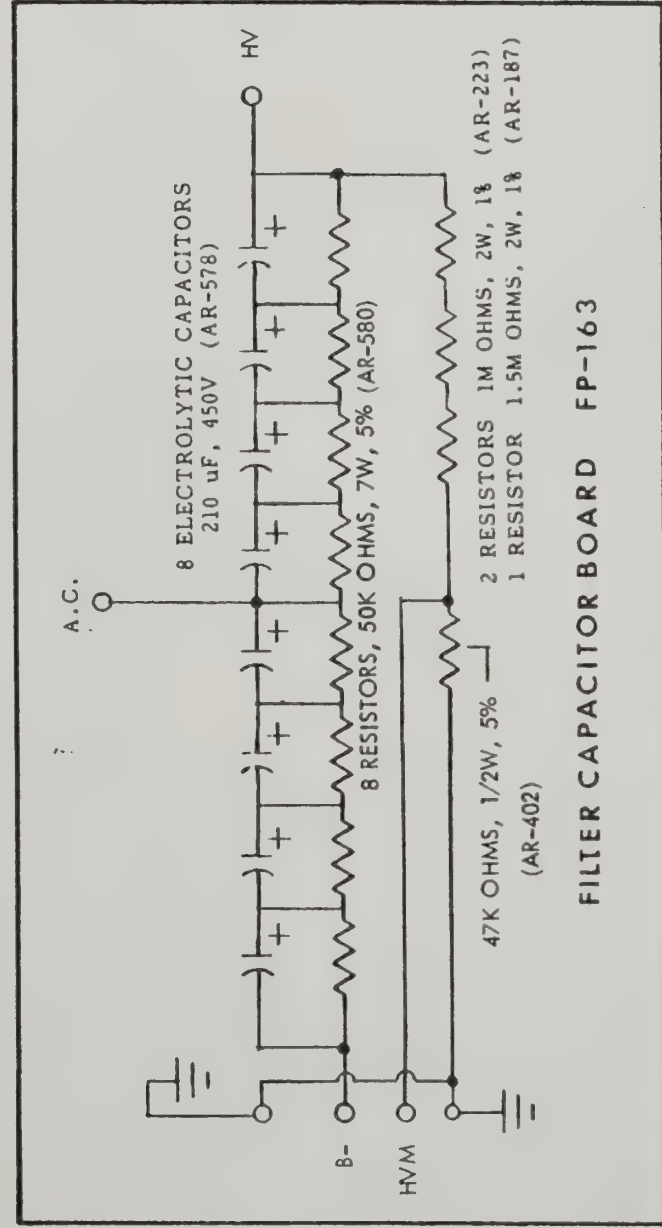 A.C.
HV
8 ELECTROLYTIC CAPACITORS
210 uF, 450V (AR-578)
+ + + + + + + +
8 RESISTORS, 50K OHMS, 7W, 5% (AR-580)
B-
HVM
47K OHMS, 1/2W, 5%
(AR-402)
2 RESISTORS 1M OHMS, 2W, 1% (AR-223)
1 RESISTOR 1.5M OHMS, 2W, 1% (AR-187)
FILTER CAPACITOR BOARD FP-163